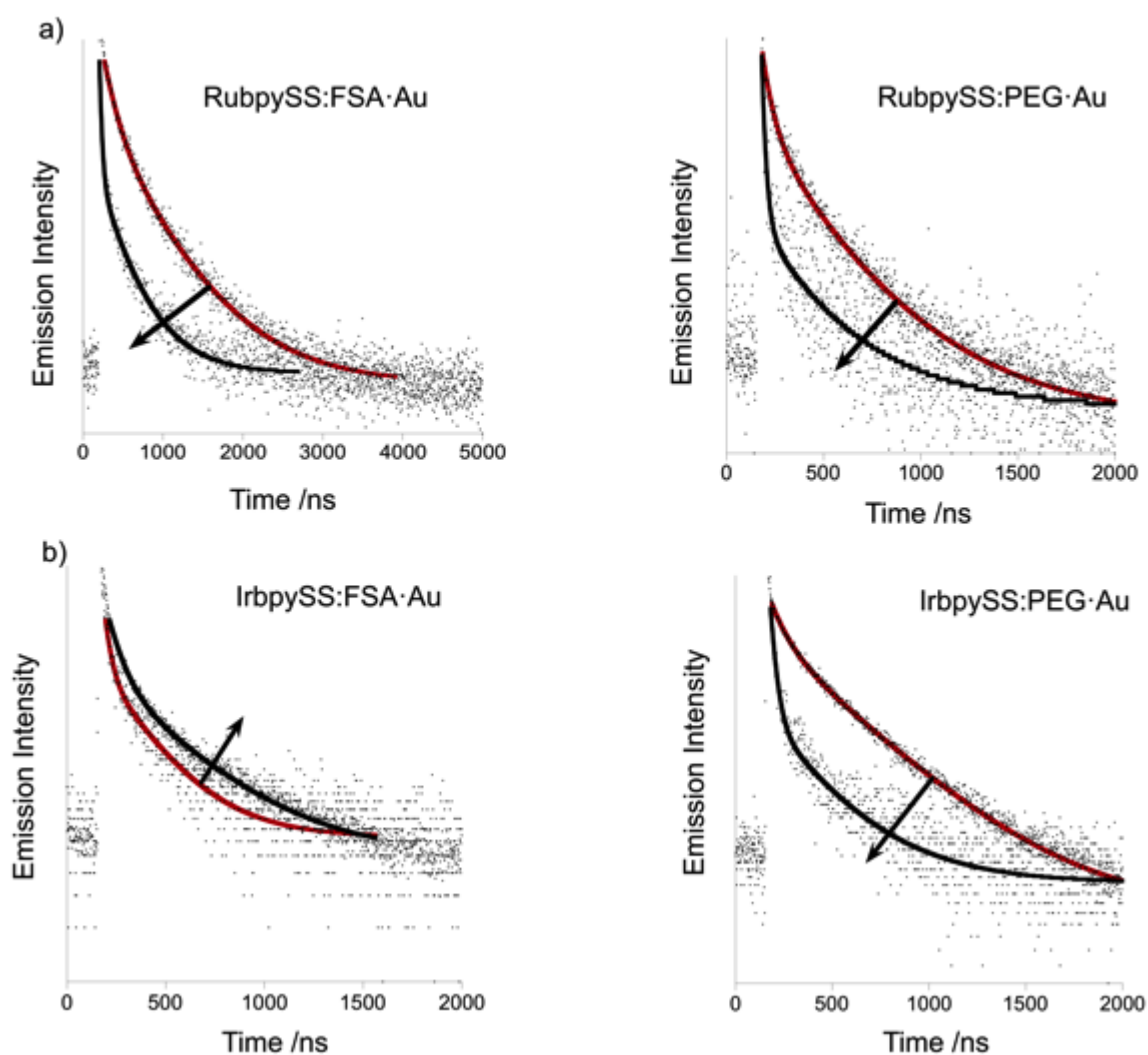 a)
RubpySS:FSA·Au
Emission Intensity
0 1000 2000 3000 4000 5000
Time /ns
RubpySS:PEG·Au
Emission Intensity
0 500 1000 1500 2000
Time /ns
b)
IrbpySS:FSA·Au
Emission Intensity
0 500 1000 1500 2000
Time /ns
IrbpySS:PEG·Au
Emission Intensity
0 500 1000 1500 2000
Time /ns